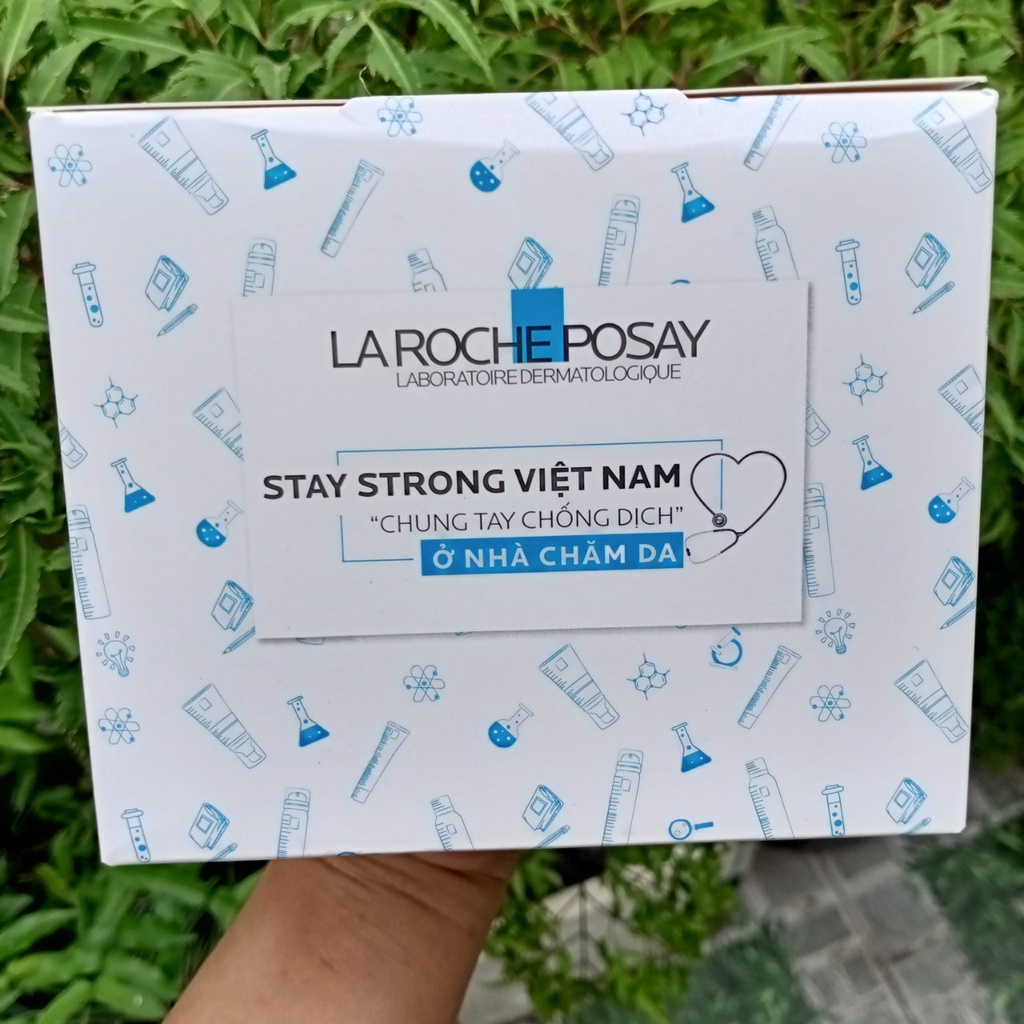 LA ROCHE POSAY
LABORATOIRE DERMATOLOGIQUE
STAY STRONG VIỆT NAM
“CHUNG TAY CHỐNG DỊCH”
Ở NHÀ CHĂM DA